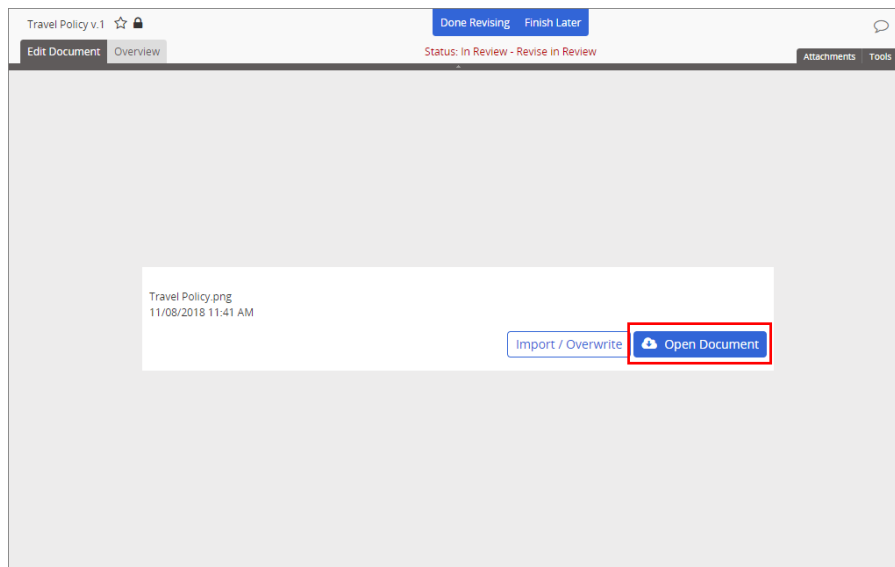 Travel Policy v.1
Done Revising Finish Later
Edit Document Overview
Status: In Review - Revise in Review
Attachments Tools
Travel Policy.png
11/08/2018 11:41 AM
Import / Overwrite Open Document